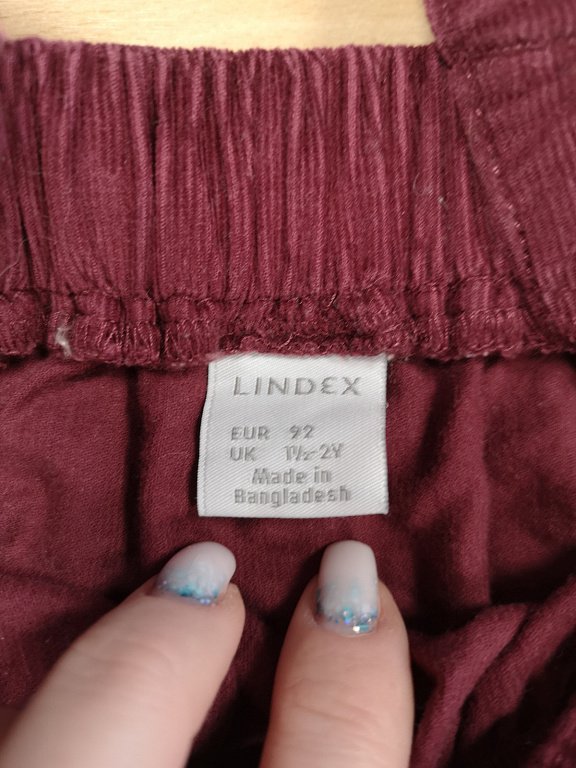 LINDEX
EUR 92
UK 1½-2Y
Made in
Bangladesh